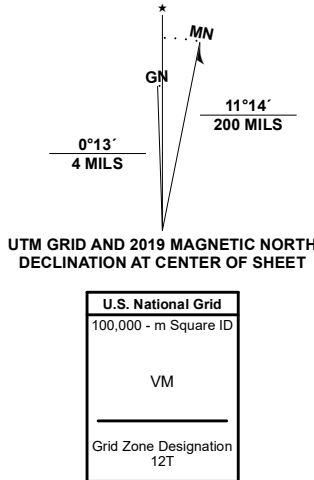 ★
MN
GN
11°14´
200 MILS
0°13´
4 MILS
UTM GRID AND 2019 MAGNETIC NORTH
DECLINATION AT CENTER OF SHEET
U.S. National Grid
100,000 - m Square ID
VM
Grid Zone Designation
12T